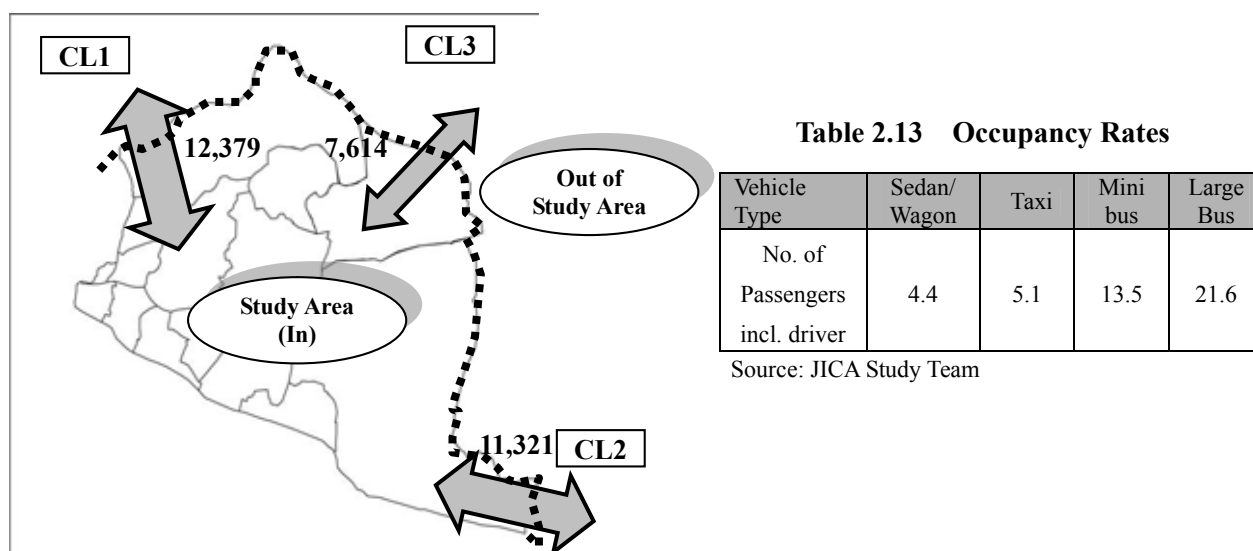 CL1
CL3
12,379
7,614
Out of
Study Area
Study Area
(In)
11,321
CL2
Table 2.13 Occupancy Rates
Vehicle Type
Sedan/ Wagon
Taxi
Mini bus
Large Bus
No. of
Passengers
incl. driver
4.4
5.1
13.5
21.6
Source: JICA Study Team